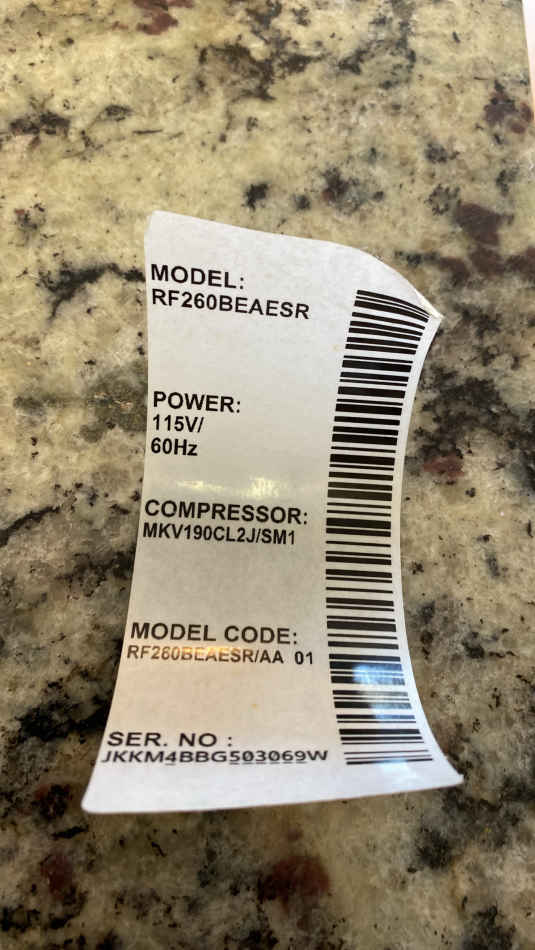 MODEL:
RF260BEAESR
POWER:
115V/
60Hz
COMPRESSOR:
MKV190CL2J/SM1
MODEL CODE:
RF260BEAESR/AA 01
SER. NO :
JKKM4BBG503069W